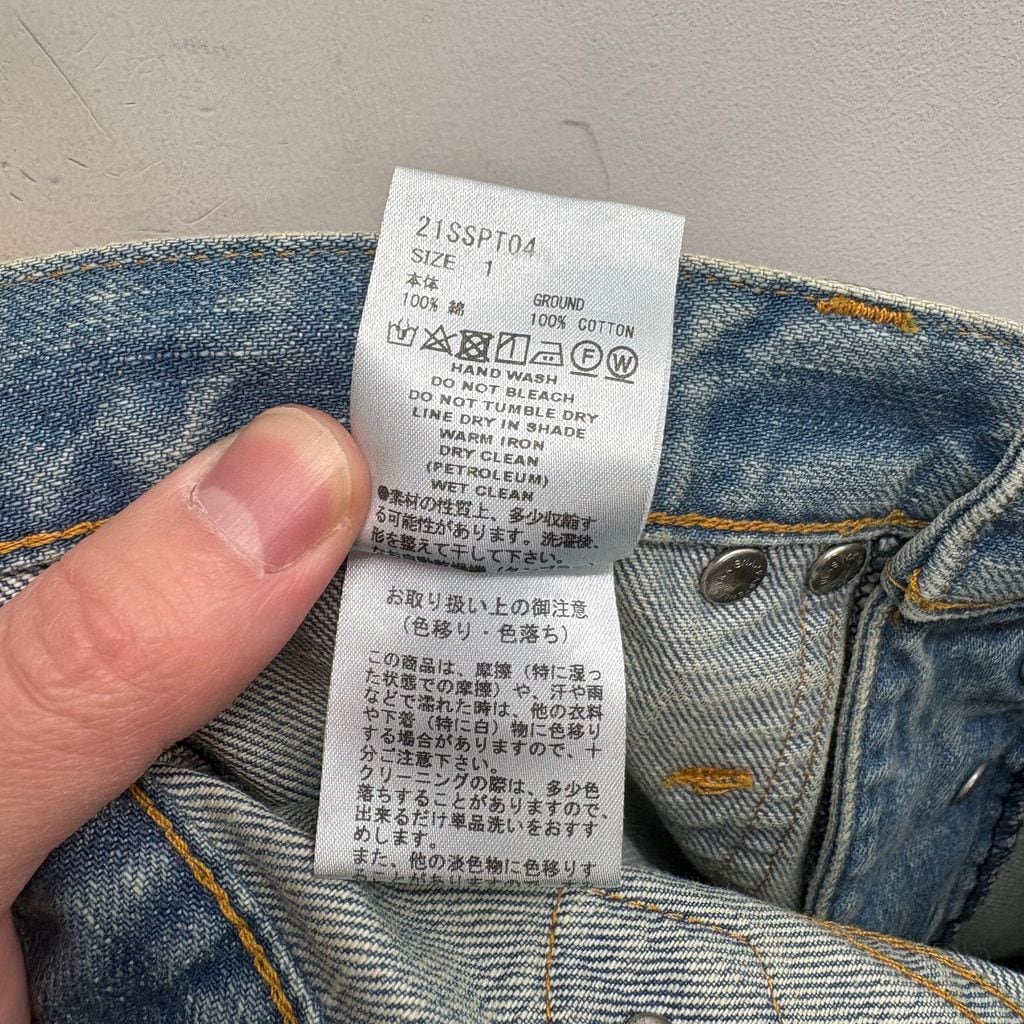 21SSPT04
SIZE 1
本体 GROUND
100% 綿 100% COTTON
F W
HAND WASH
DO NOT BLEACH
DO NOT TUMBLE DRY
LINE DRY IN SHADE
WARM IRON
DRY CLEAN
(PETROLEUM)
WET CLEAN
●素材の性質上、多少収縮す
る可能性があります。洗濯後、
形を整えて干して下さい。
お取り扱い上の御注意
（色移り・色落ち）
この商品は、摩擦（特に湿っ
た状態での摩擦）や、汗や雨
などで濡れた時は、他の衣料
や下着（特に白）物に色移り
する場合がありますので、十
分ご注意下さい。
クリーニングの際は、多少色
落ちすることがありますので、
出来るだけ単品洗いをおすす
めします。
また、他の淡色物に色移りす